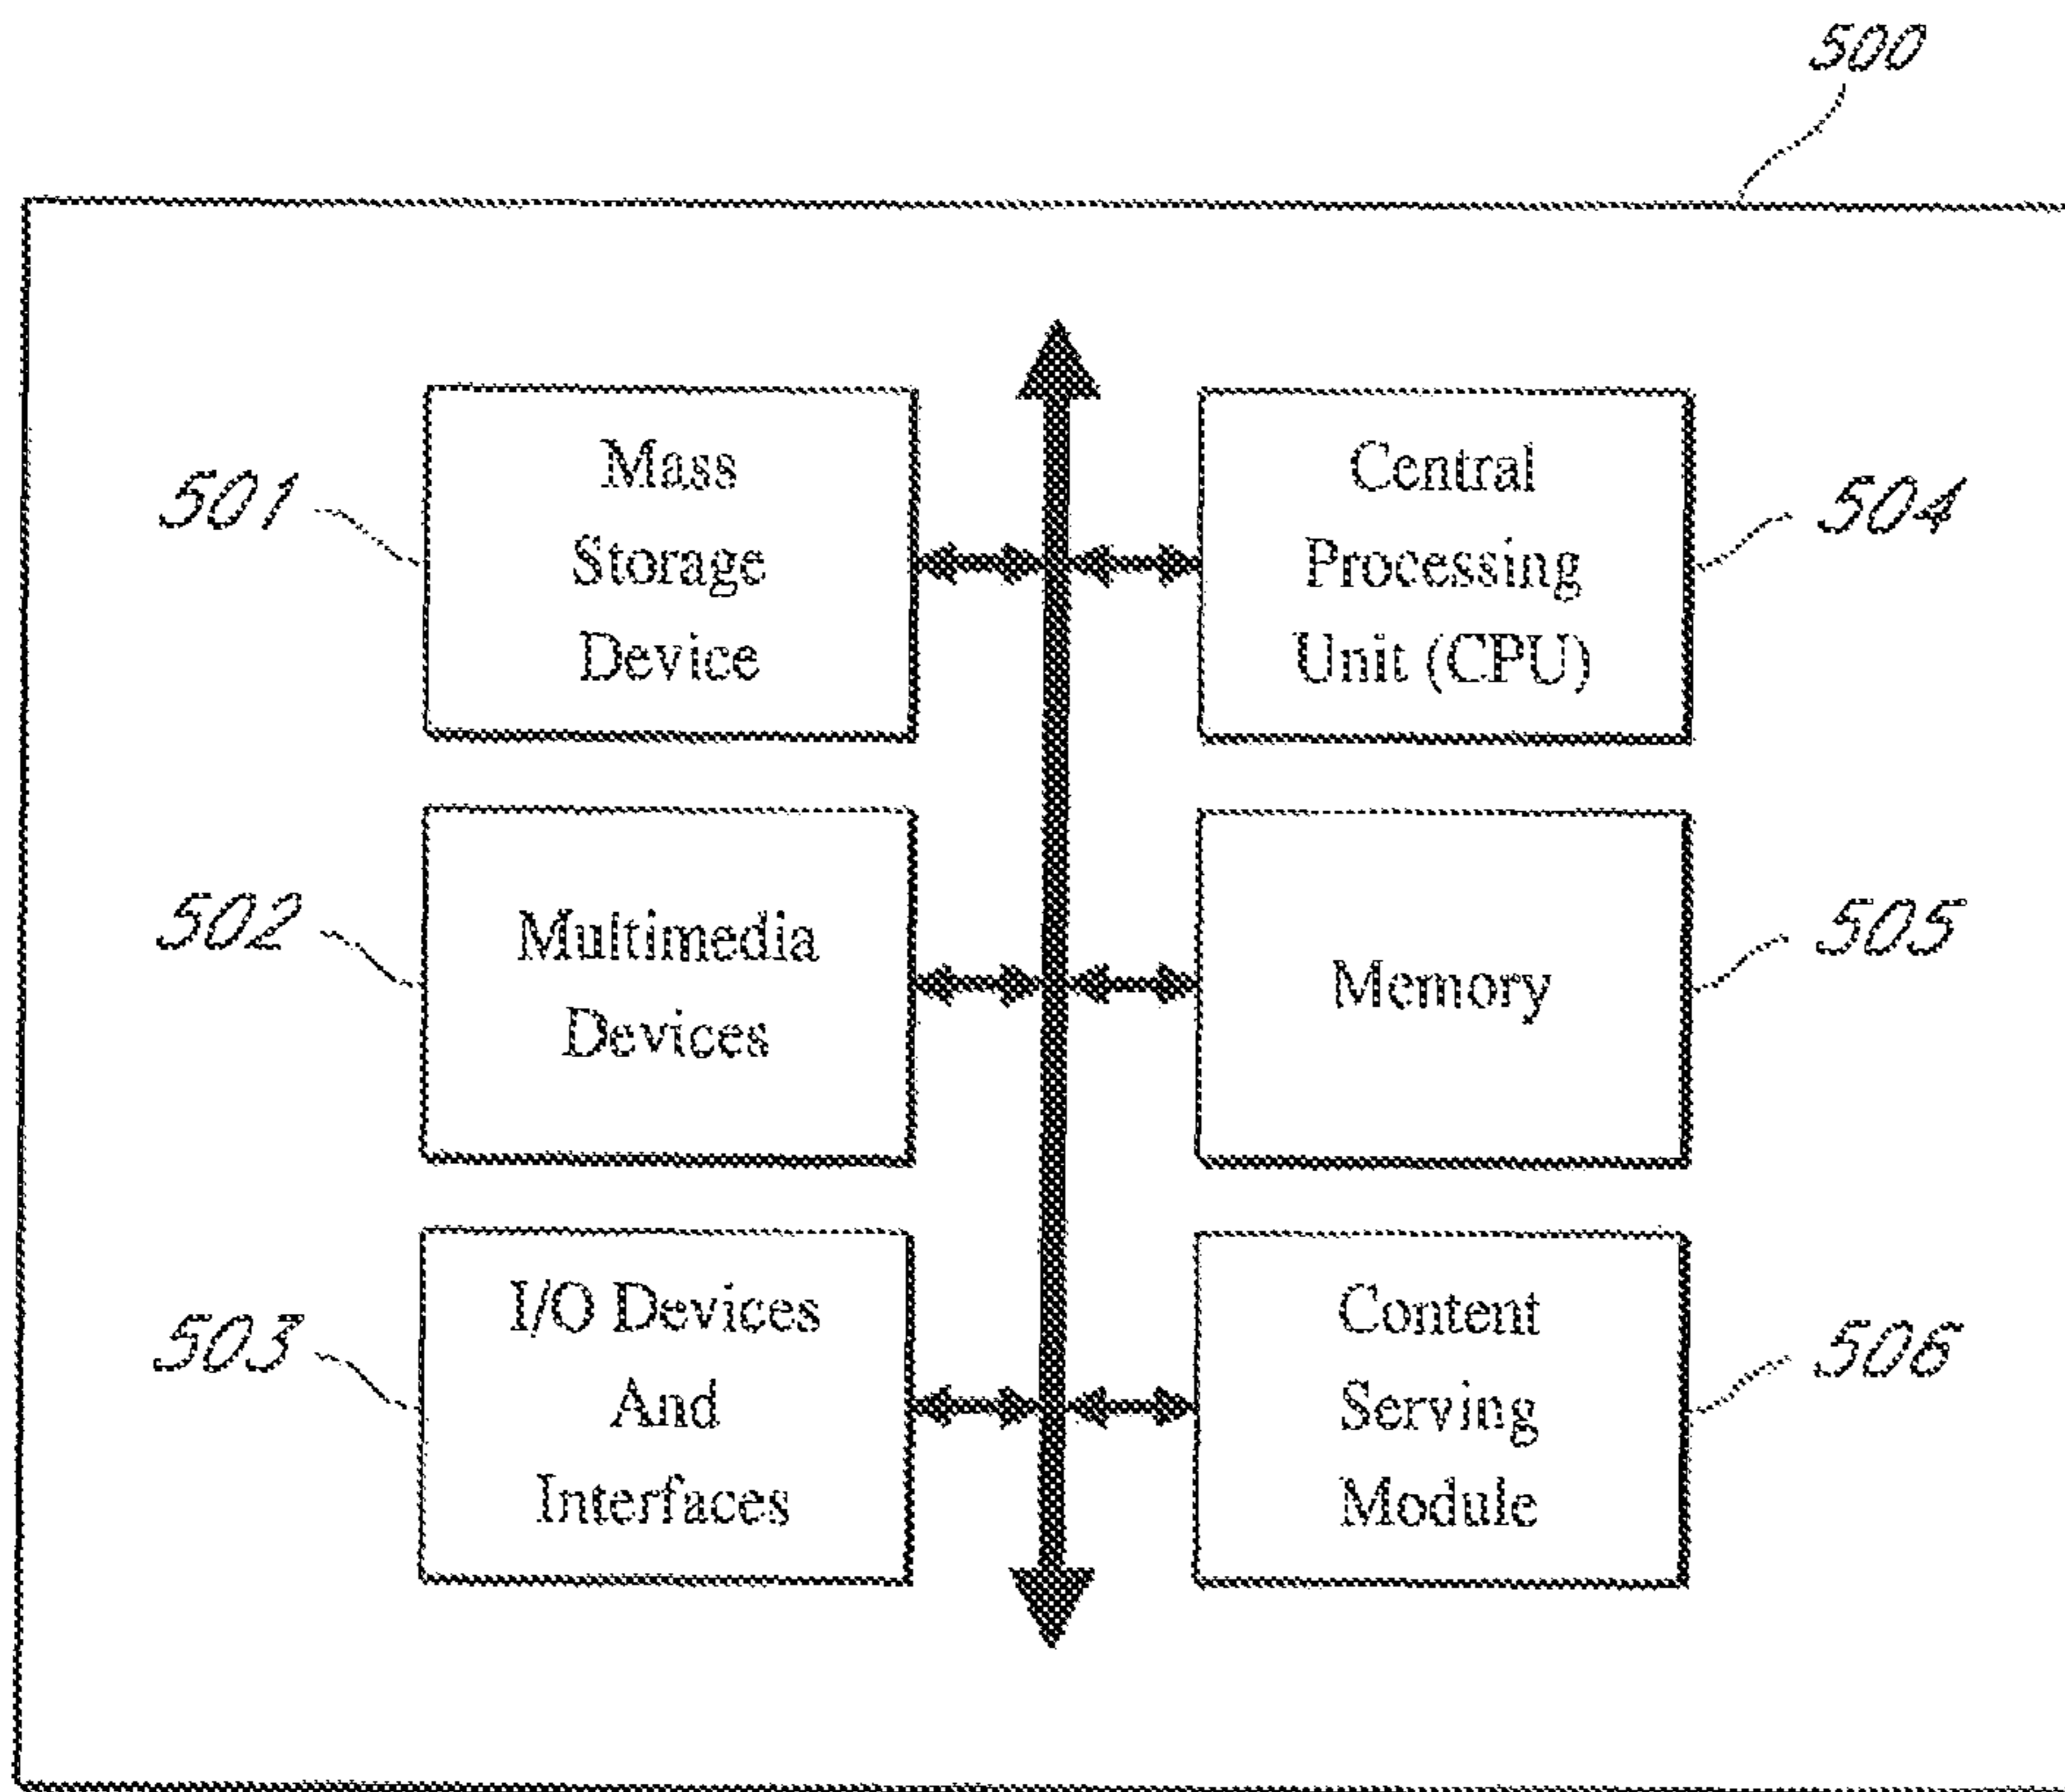 500
501
Mass
Storage
Device
Central
Processing
Unit (CPU)
504
502
Multimedia
Devices
Memory
505
503
I/O Devices
And
Interfaces
Content
Serving
Module
506